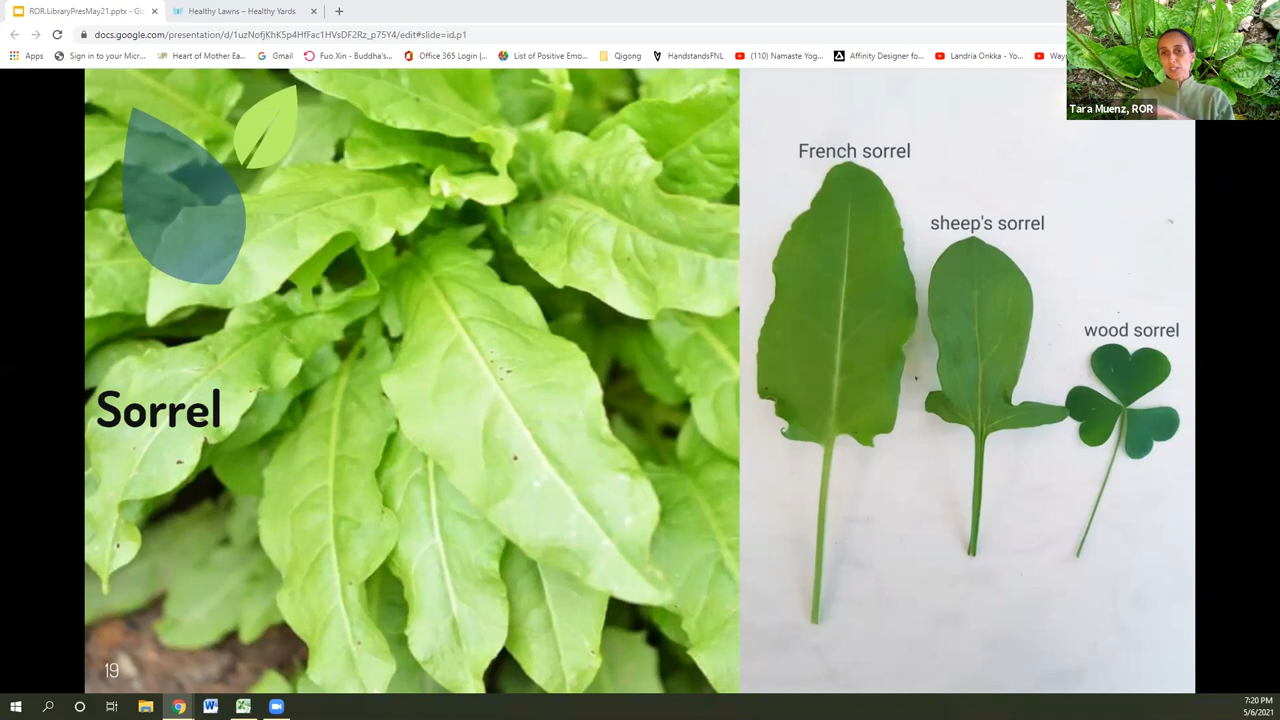 ROR.LibraryPresMay21.pptx - Go
Healthy Lawns – Healthy Yards
docs.google.com/presentation/d/1uzNofjKhK5p4HfFac1HVsDF2Rz_p75Y4/edit#slide=id.p1
Apps
Sign in to your Micr...
Heart of Mother Ea...
Gmail
Fuo Xin - Buddha's...
Office 365 Login |...
List of Positive Emo...
Qigong
HandstandsFNL
(110) Namaste Yog...
Affinity Designer fo...
Landria Onkka - Yo...
Way
Tara Muenz, ROR
French sorrel
sheep's sorrel
wood sorrel
Sorrel
19
7:20 PM
5/6/2021